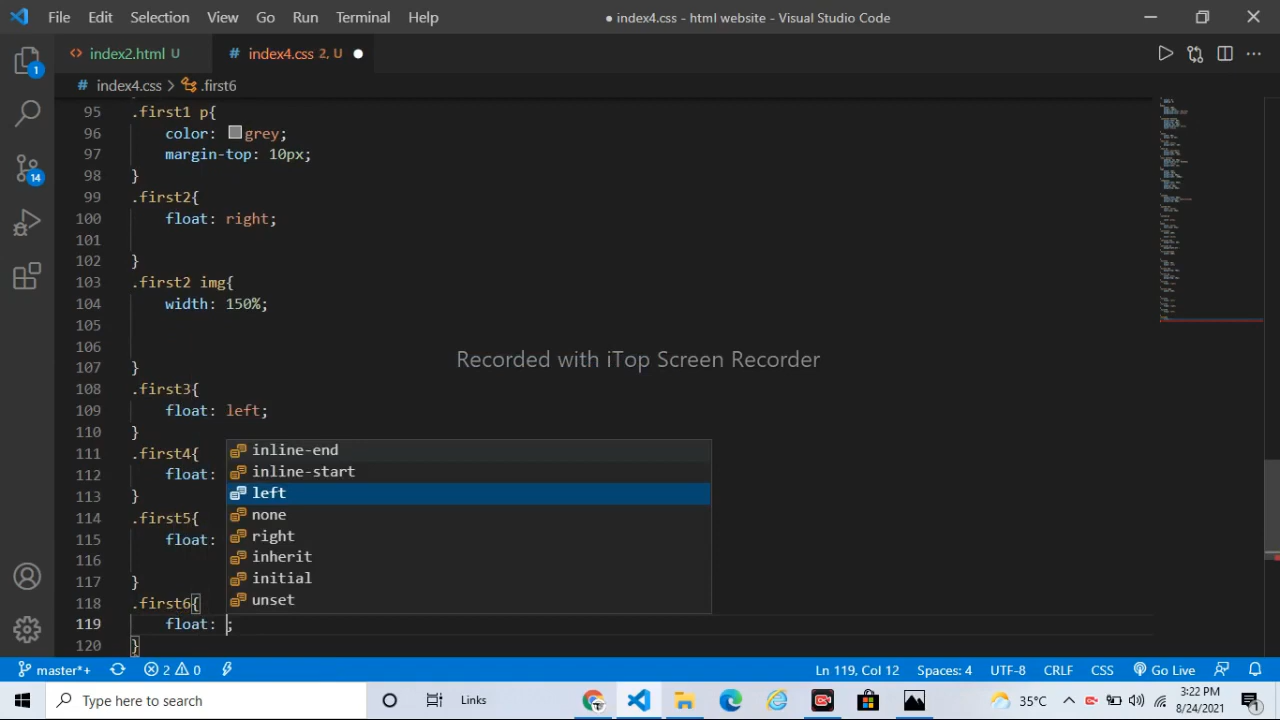 File Edit Selection View Go Run Terminal Help
● index4.css - html website - Visual Studio Code
<> index2.html U
# index4.css 2, U ●
# index4.css > .first6
95 .first1 p{
96 color: grey;
97 margin-top: 10px;
98 }
99 .first2{
100 float: right;
101
102 }
103 .first2 img{
104 width: 150%;
105
106
107 }
108 .first3{
109 float: left;
110 }
111 .first4{
112 float:
113 }
114 .first5{
115 float:
116
117 }
118 .first6{
119 float: ;
120 }
inline-end
inline-start
left
none
right
inherit
initial
unset
Recorded with iTop Screen Recorder
1
14
master*+ 2 0
Ln 119, Col 12 Spaces: 4 UTF-8 CRLF CSS Go Live
Type here to search
Links
35°C
3:22 PM
8/24/2021
1